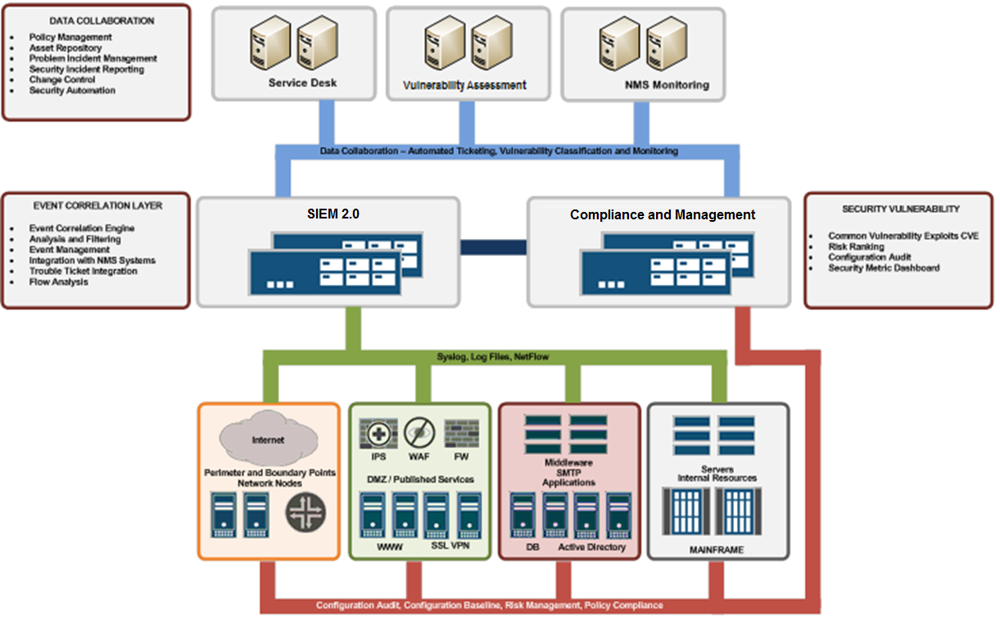 DATA COLLABORATION
• Policy Management
• Asset Repository
• Problem Incident Management
• Security Incident Reporting
• Change Control
• Security Automation
Service Desk
Vulnerability Assessment
NMS Monitoring
Data Collaboration – Automated Ticketing, Vulnerability Classification and Monitoring
EVENT CORRELATION LAYER
• Event Correlation Engine
• Analysis and Filtering
• Event Management
• Integration with NMS Systems
• Trouble Ticket Integration
• Flow Analysis
SIEM 2.0
Compliance and Management
SECURITY VULNERABILITY
• Common Vulnerability Exploits CVE
• Risk Ranking
• Configuration Audit
• Security Metric Dashboard
Syslog, Log Files, NetFlow
Internet
Perimeter and Boundary Points
Network Nodes
IPS
WAF
FW
DMZ / Published Services
WWW
SSL VPN
Middleware
SMTP
Applications
DB
Active Directory
Servers
Internal Resources
MAINFRAME
Configuration Audit, Configuration Baseline, Risk Management, Policy Compliance